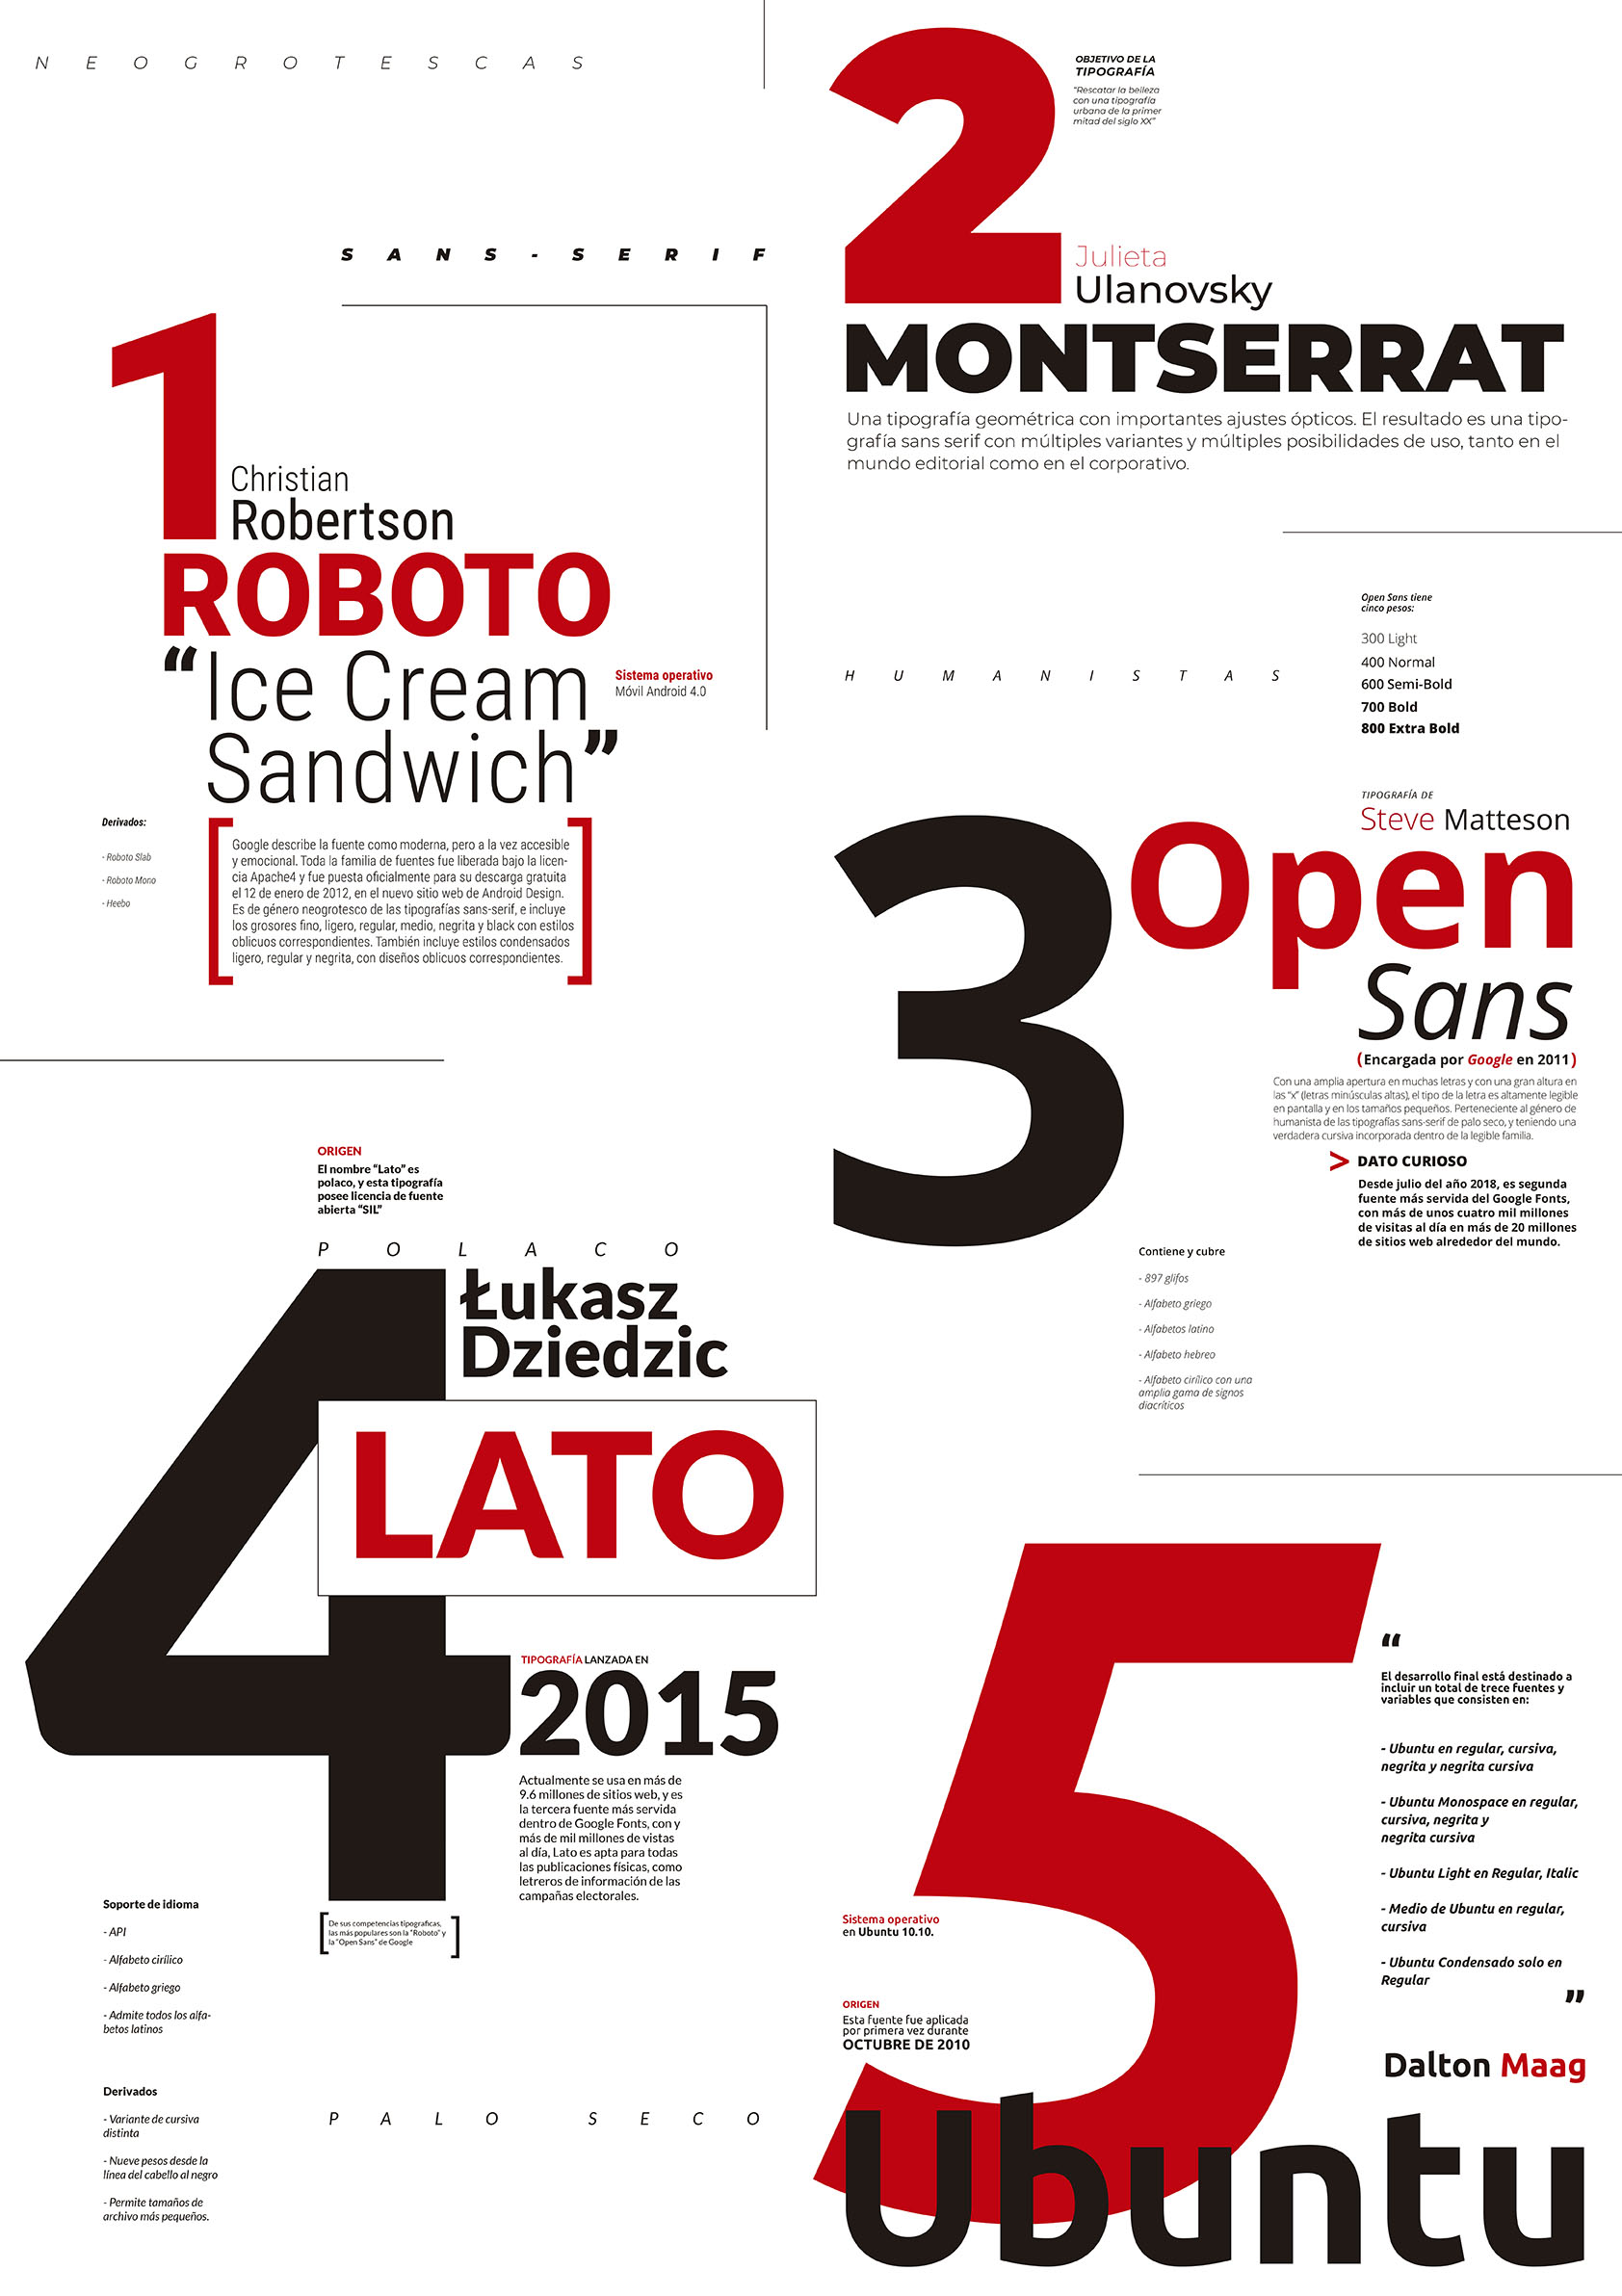 NEOGROTESCAS
SANS-SERIF
1
Christian
Robertson
ROBOTO
“Ice Cream
Sandwich”
Sistema operativo
Móvil Android 4.0
Derivados:
- Roboto Slab
- Roboto Mono
- Heebo
Google describe la fuente como moderna, pero a la vez accesible
y emocional. Toda la familia de fuentes fue liberada bajo la licen-
cia Apache4 y fue puesta oficialmente para su descarga gratuita
el 12 de enero de 2012, en el nuevo sitio web de Android Design.
Es de género neogrotesco de las tipografías sans-serif, e incluye
los grosores fino, ligero, regular, medio, negrita y black con estilos
oblicuos correspondientes. También incluye estilos condensados
ligero, regular y negrita, con diseños oblicuos correspondientes.
2
OBJETIVO DE LA
TIPOGRAFÍA
“Rescatar la belleza
con una tipografía
urbana de la primer
mitad del siglo XX”
Julieta
Ulanovsky
MONTSERRAT
Una tipografía geométrica con importantes ajustes ópticos. El resultado es una tipo-
grafía sans serif con múltiples variantes y múltiples posibilidades de uso, tanto en el
mundo editorial como en el corporativo.
HUMANISTAS
Open Sans tiene
cinco pesos:
300 Light
400 Normal
600 Semi-Bold
700 Bold
800 Extra Bold
3
TIPOGRAFÍA DE
Steve Matteson
Open
Sans
(Encargada por Google en 2011)
Con una amplia apertura en muchas letras y con una gran altura en
las “x” (letras minúsculas altas), el tipo de la letra es altamente legible
en pantalla y en los tamaños pequeños. Perteneciente al género de
humanista de las tipografías sans-serif de palo seco, y teniendo una
verdadera cursiva incorporada dentro de la legible familia.
> DATO CURIOSO
Desde julio del año 2018, es segunda
fuente más servida del Google Fonts,
con más de unos cuatro mil millones
de visitas al día en más de 20 millones
de sitios web alrededor del mundo.
Contiene y cubre
- 897 glifos
- Alfabeto griego
- Alfabetos latino
- Alfabeto hebreo
- Alfabeto cirílico con una
amplia gama de signos
diacríticos
ORIGEN
El nombre “Lato” es
polaco, y esta tipografía
posee licencia de fuente
abierta “SIL”
POLACO
4
Łukasz
Dziedzic
LATO
TIPOGRAFÍA LANZADA EN
2015
Actualmente se usa en más de
9.6 millones de sitios web, y es
la tercera fuente más servida
dentro de Google Fonts, con y
más de mil millones de vistas
al día, Lato es apta para todas
las publicaciones físicas, como
letreros de información de las
campañas electorales.
De sus competencias tipograficas,
las más populares son la “Roboto” y
la “Open Sans” de Google
Soporte de idioma
- API
- Alfabeto cirílico
- Alfabeto griego
- Admite todos los alfa-
betos latinos
Derivados
- Variante de cursiva
distinta
- Nueve pesos desde la
línea del cabello al negro
- Permite tamaños de
archivo más pequeños.
PALO SECO
5
“
El desarrollo final está destinado a
incluir un total de trece fuentes y
variables que consisten en:
- Ubuntu en regular, cursiva,
negrita y negrita cursiva
- Ubuntu Monospace en regular,
cursiva, negrita y
negrita cursiva
- Ubuntu Light en Regular, Italic
- Medio de Ubuntu en regular,
cursiva
- Ubuntu Condensado solo en
Regular
”
Sistema operativo
en Ubuntu 10.10.
ORIGEN
Esta fuente fue aplicada
por primera vez durante
OCTUBRE DE 2010
Dalton Maag
Ubuntu